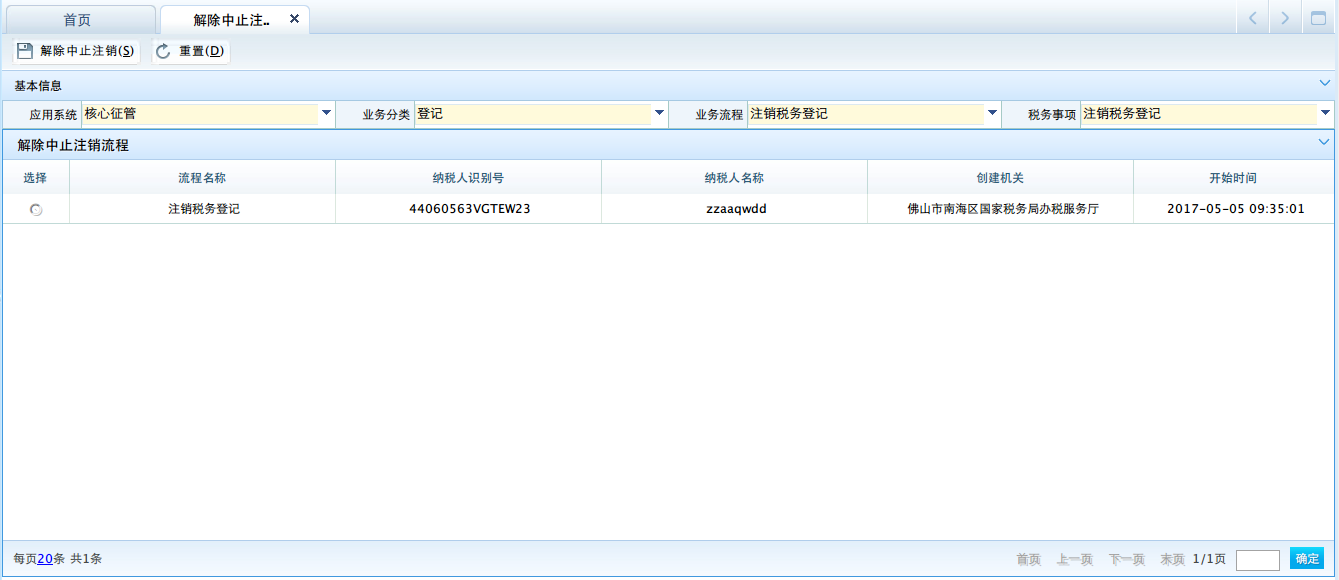 首页 解除中止注.. ×
解除中止注销(S) 重置(D)
基本信息
应用系统 核心征管 业务分类 登记 业务流程 注销税务登记 税务事项 注销税务登记
解除中止注销流程
选择 流程名称 纳税人识别号 纳税人名称 创建机关 开始时间
注销税务登记 44060563VGTEW23 zzaaqwdd 佛山市南海区国家税务局办税服务厅 2017-05-05 09:35:01
每页20条 共1条 首页 上一页 下一页 末页 1/1页 确定